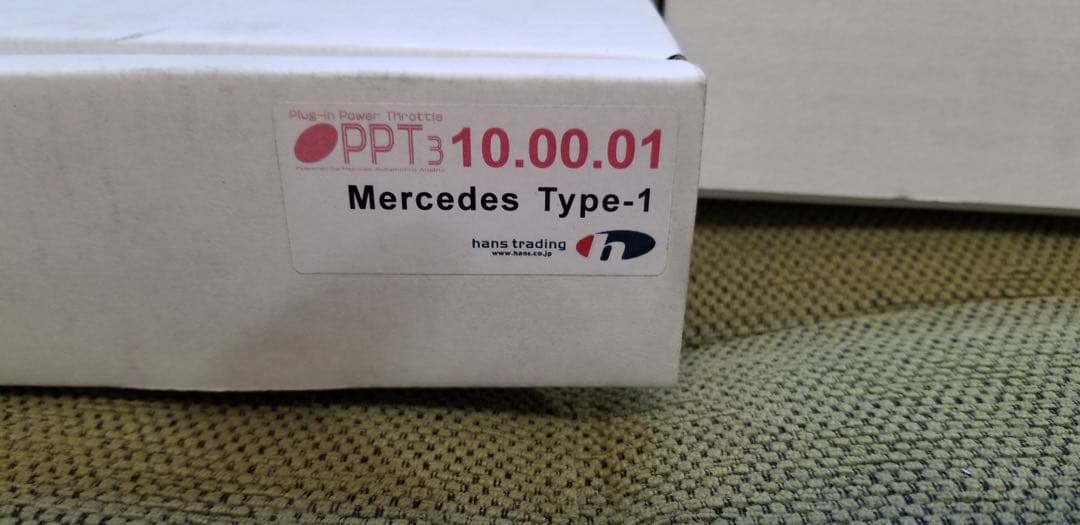 Plug-in Power Throttle
PPT3 10.00.01
Mercedes Type-1
hans trading
www.hans.co.jp
h